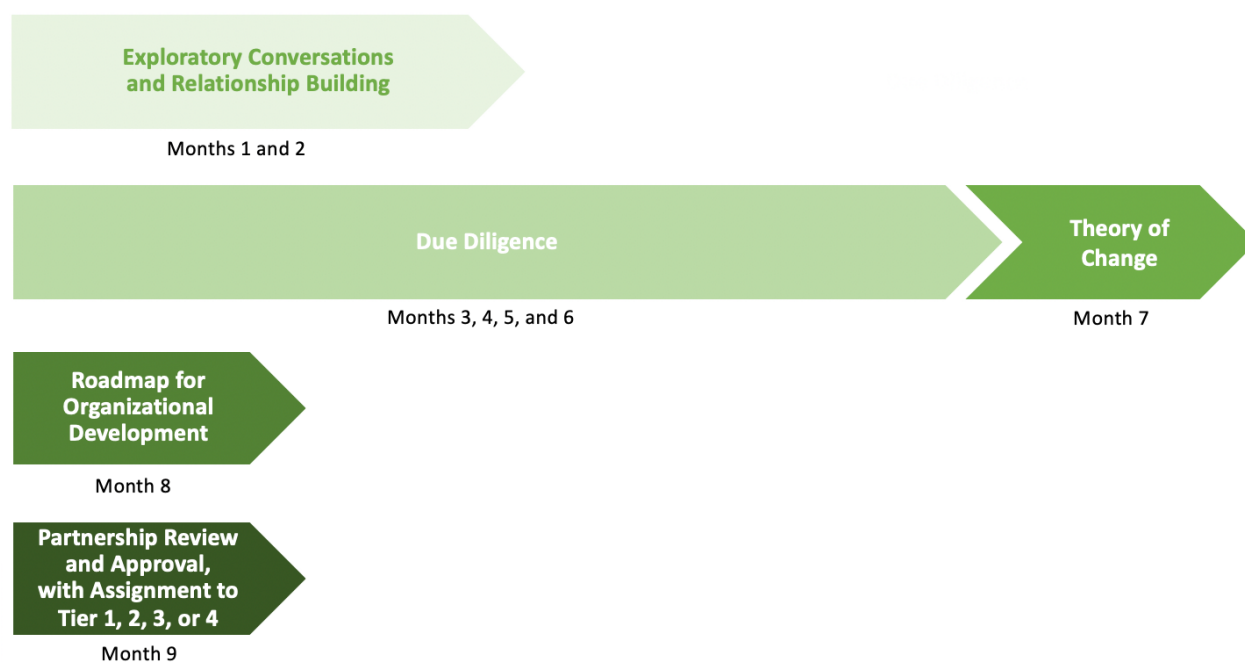 Exploratory Conversations
and Relationship Building
Months 1 and 2
Due Diligence
Months 3, 4, 5, and 6
Theory of
Change
Month 7
Roadmap for
Organizational
Development
Month 8
Partnership Review
and Approval,
with Assignment to
Tier 1, 2, 3, or 4
Month 9